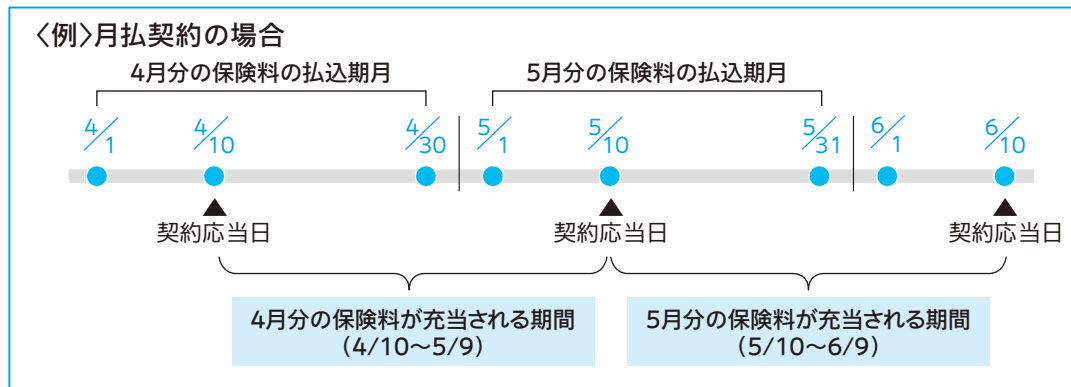 〈例〉月払契約の場合
4月分の保険料の払込期月 5月分の保険料の払込期月
4/1 4/10 4/30 5/1 5/10 5/31 6/1 6/10
契約応当日 契約応当日 契約応当日
4月分の保険料が充当される期間
(4/10~5/9)
5月分の保険料が充当される期間
(5/10~6/9)